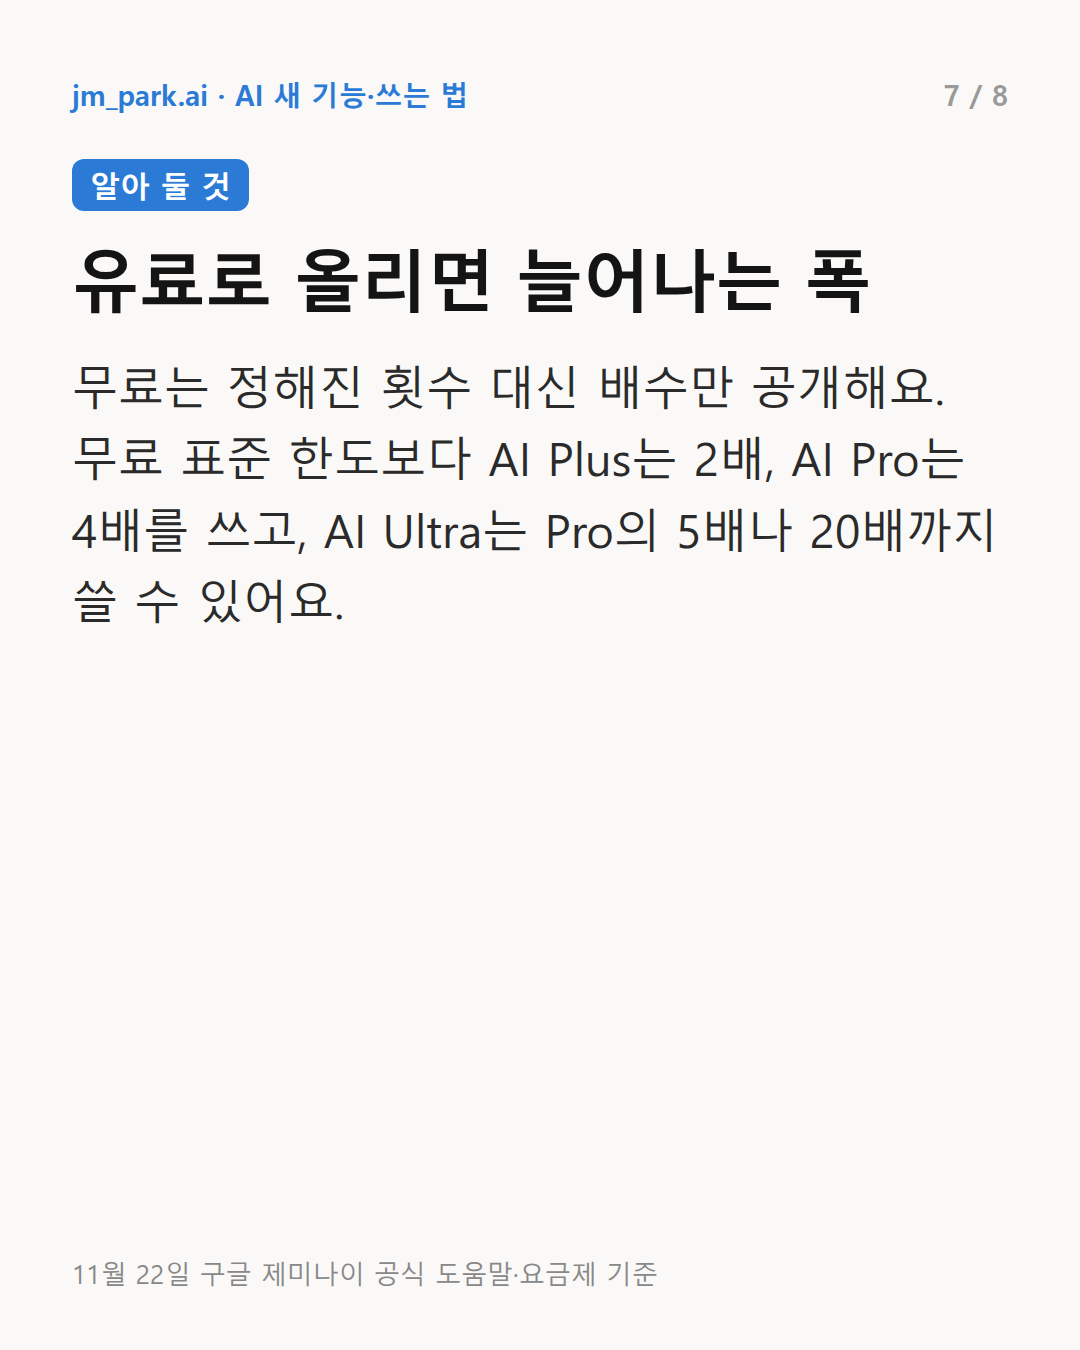 jm_park.ai · AI 새 기능·쓰는 법
7 / 8
알아 둘 것
유료로 올리면 늘어나는 폭
무료는 정해진 횟수 대신 배수만 공개해요.
무료 표준 한도보다 AI Plus는 2배, AI Pro는
4배를 쓰고, AI Ultra는 Pro의 5배나 20배까지
쓸 수 있어요.
11월 22일 구글 제미나이 공식 도움말·요금제 기준